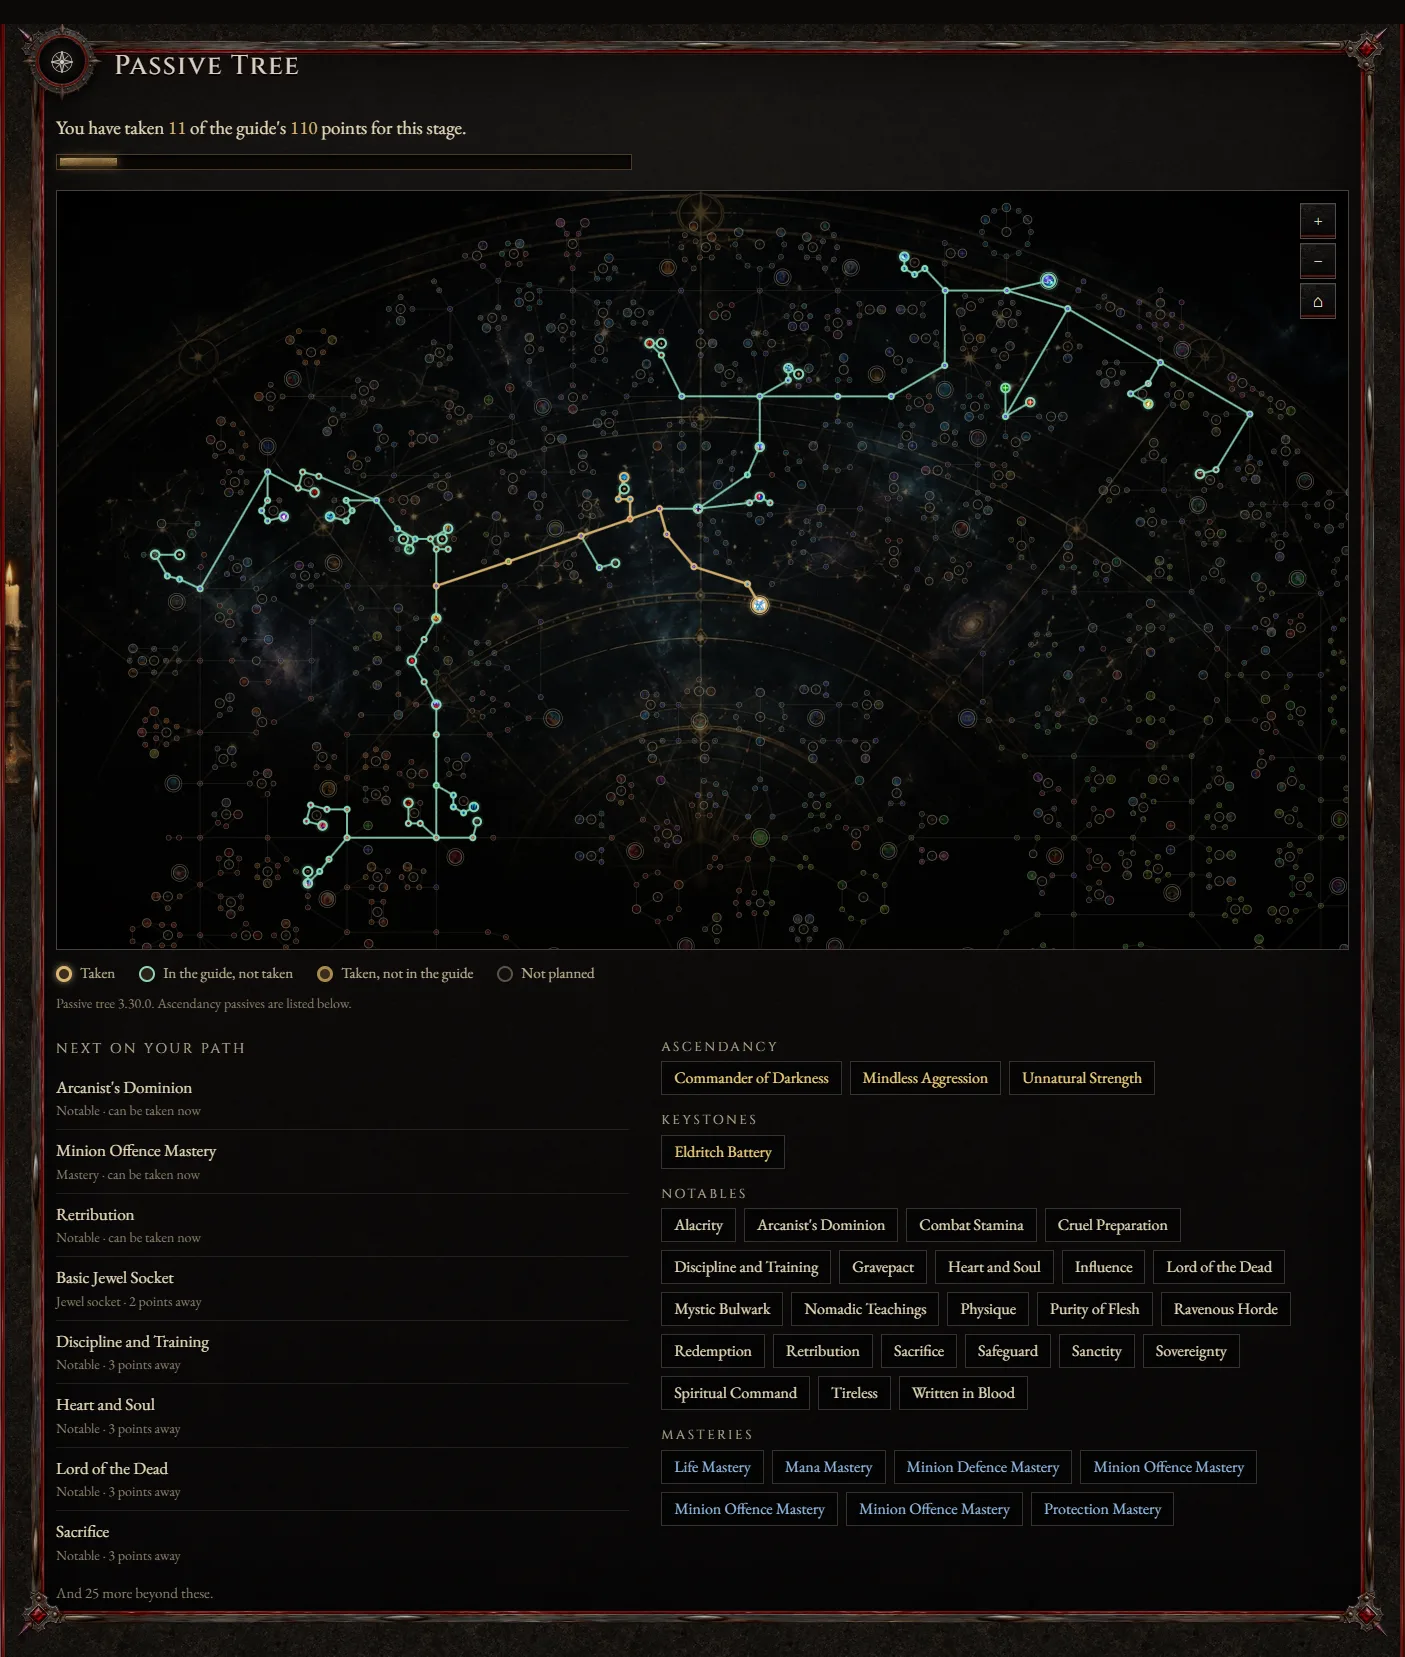 Passive Tree
You have taken 11 of the guide's 110 points for this stage.
+
−
Taken
In the guide, not taken
Taken, not in the guide
Not planned
Passive tree 3.30.0. Ascendancy passives are listed below.
NEXT ON YOUR PATH
Arcanist's Dominion
Notable · can be taken now
Minion Offence Mastery
Mastery · can be taken now
Retribution
Notable · can be taken now
Basic Jewel Socket
Jewel socket · 2 points away
Discipline and Training
Notable · 3 points away
Heart and Soul
Notable · 3 points away
Lord of the Dead
Notable · 3 points away
Sacrifice
Notable · 3 points away
And 25 more beyond these.
ASCENDANCY
Commander of Darkness Mindless Aggression Unnatural Strength
KEYSTONES
Eldritch Battery
NOTABLES
Alacrity Arcanist's Dominion Combat Stamina Cruel Preparation
Discipline and Training Gravepact Heart and Soul Influence Lord of the Dead
Mystic Bulwark Nomadic Teachings Physique Purity of Flesh Ravenous Horde
Redemption Retribution Sacrifice Safeguard Sanctity Sovereignty
Spiritual Command Tireless Written in Blood
MASTERIES
Life Mastery Mana Mastery Minion Defence Mastery Minion Offence Mastery
Minion Offence Mastery Minion Offence Mastery Protection Mastery